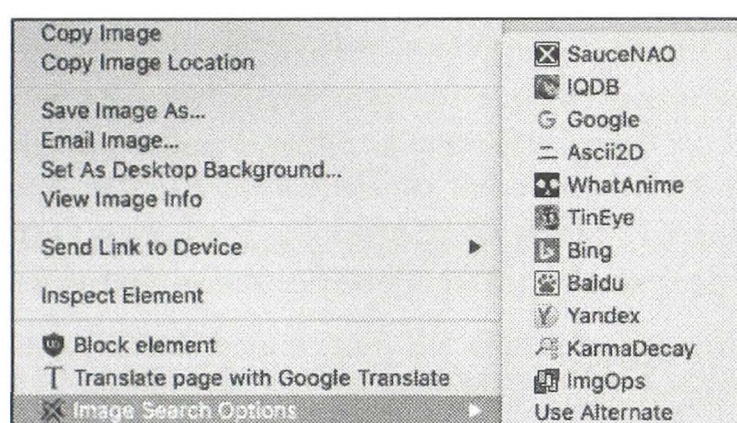 Copy Image
Copy Image Location
Save Image As...
Email Image...
Set As Desktop Background...
View Image Info
Send Link to Device
Inspect Element
Block element
Translate page with Google Translate
Image Search Options
SauceNAO
IQDB
Google
Ascii2D
WhatAnime
TinEye
Bing
Baidu
Yandex
KarmaDecay
ImgOps
Use Alternate